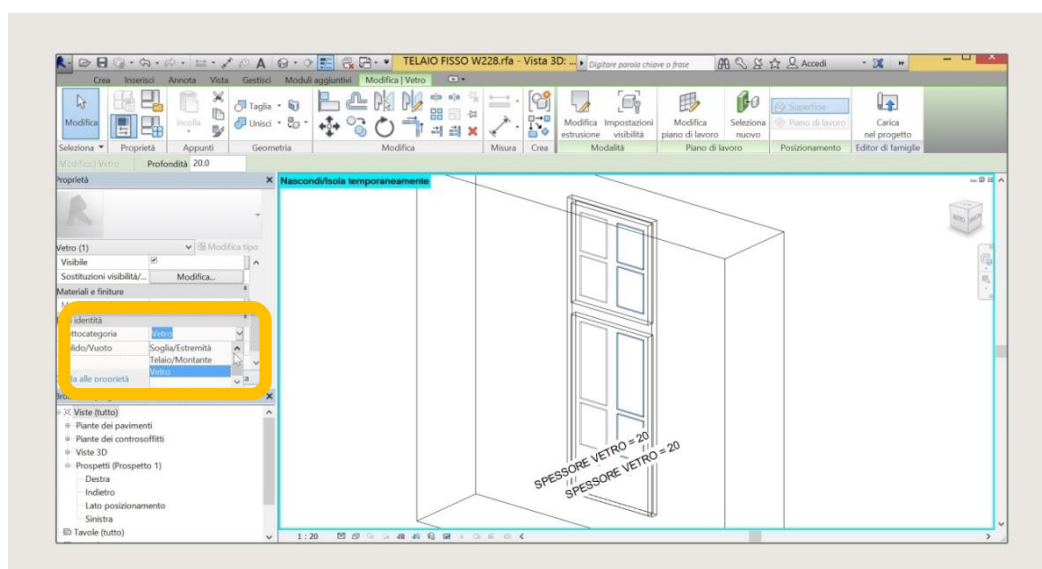 TELAIO FISSO W228.rfa - Vista 3D: ...
Digitare parola chiave o frase
Accedi
Crea Inserisci Annota Vista Gestisci Moduli aggiuntivi Modifica | Vetro
Modifica
Incolla
Taglia
Unisci
Modifica estrusione
Impostazioni visibilità
Modifica piano di lavoro
Seleziona nuovo
Superficie
Piano di lavoro
Carica nel progetto
Seleziona Proprietà Appunti Geometria Modifica Misura Crea Modalità Piano di lavoro Posizionamento Editor di famiglie
Modifica | Vetro Profondità 20.0
Proprietà
Nascondi/Isola temporaneamente
Vetro (1) Modifica tipo
Visibile
Sostituzioni visibilità/... Modifica...
Materiali e finiture
identità
ttocategoria Vetro
lido/Vuoto Soglia/Estremità
Telaio/Montante
Vetro
alle proprietà
Viste (tutto)
Piante dei pavimenti
Piante dei controsoffitti
Viste 3D
Prospetti (Prospetto 1)
Destra
Indietro
Lato posizionamento
Sinistra
Tavole (tutto)
SPESSORE VETRO = 20
SPESSORE VETRO = 20
1 : 20